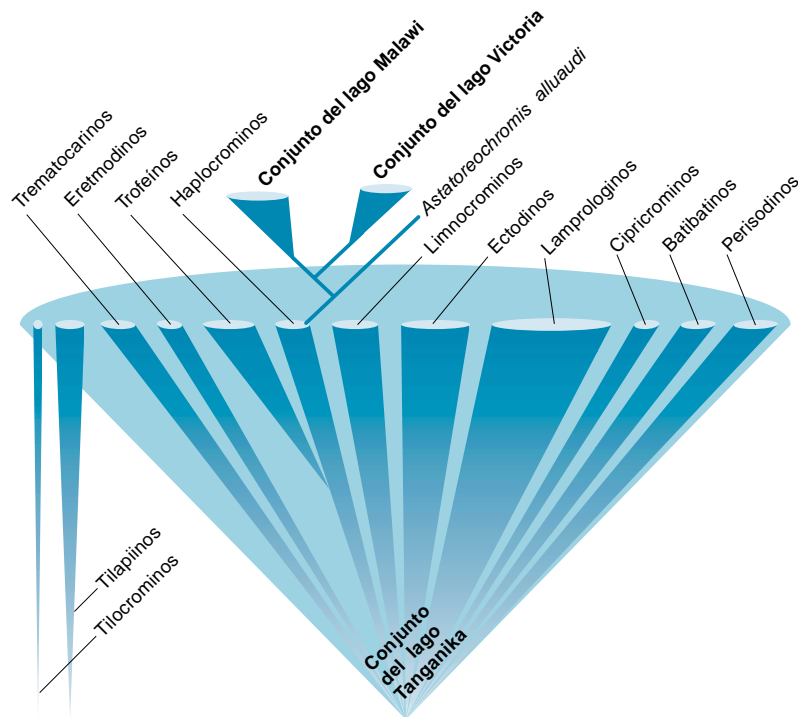 Trematocarinos
Eretmodinos
Trofeinos
Haplocrominos
Conjunto del lago Malawi
Conjunto del lago Victoria
Astatoreochromis alluaudi
Limnocrominos
Ectodinos
Lamprologinos
Cipricrominos
Batibatinos
Perisodinos
Tilapiinos
Tilocrominos
Conjunto
del lago
Tanganika